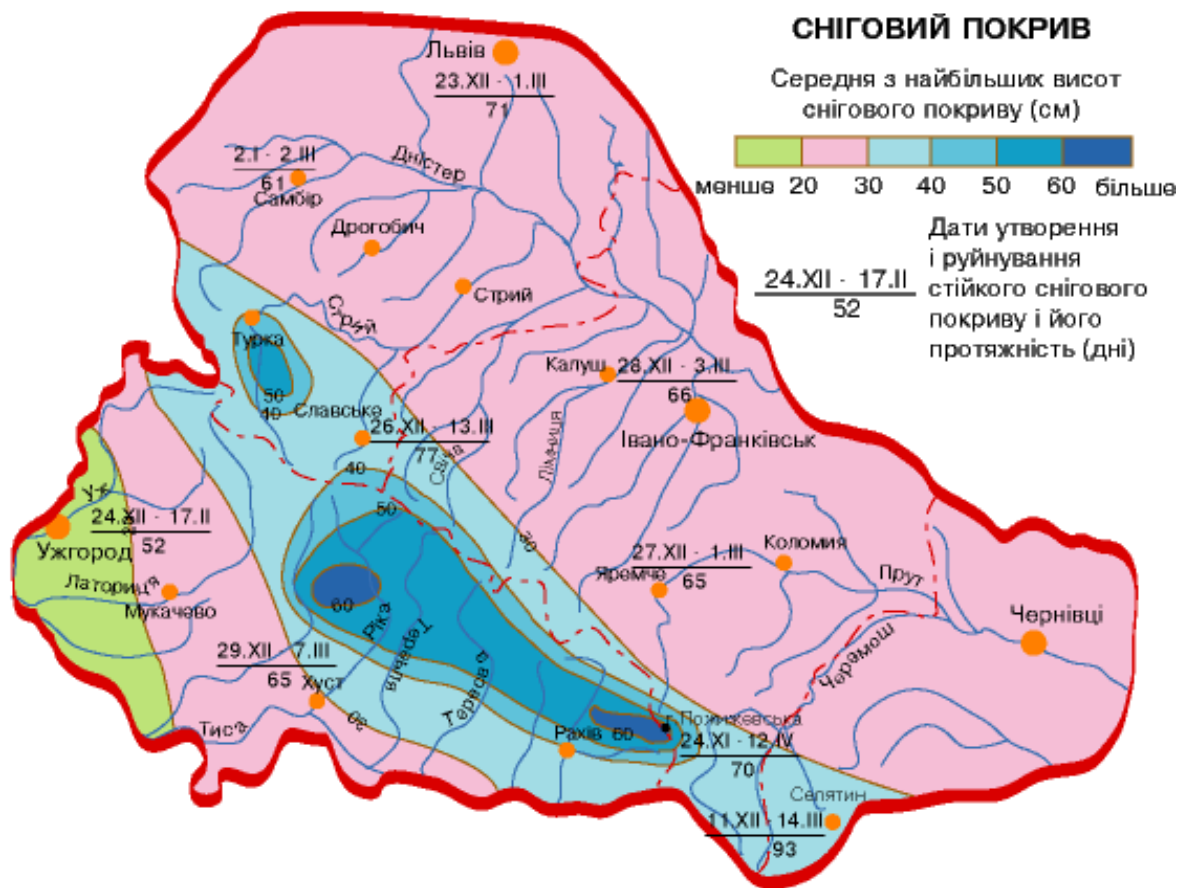 СНІГОВИЙ ПОКРИВ
Середня з найбільших висот
снігового покриву (см)
менше 20 30 40 50 60 більше
24.XII - 17.II
52
Дати утворення
і руйнування
стійкого снігового
покриву і його
протяжність (дні)
Львів
23.XII - 1.III
71
2.I - 2.III
61
Самбір
Дністер
Дрогобич
Стрий
Стрий
Турка
50
40
Славське
26.XII - 13.III
77
Свіча
Калуш
28.XII - 3.III
66
Івано-Франківськ
Лімниця
40
50
30
Уж
24.XII - 17.II
52
20
Ужгород
Латориця
Мукачево
60
Ріка
Теребля
Тересва
27.XII - 1.III
65
Яремче
Коломия
Прут
Чернівці
Черемош
29.XII 7.III
65
Хуст
30
Тиса
Рахів
60
г.Пожижевська
24.XI - 12.IV
70
Селятин
11.XII - 14.III
93